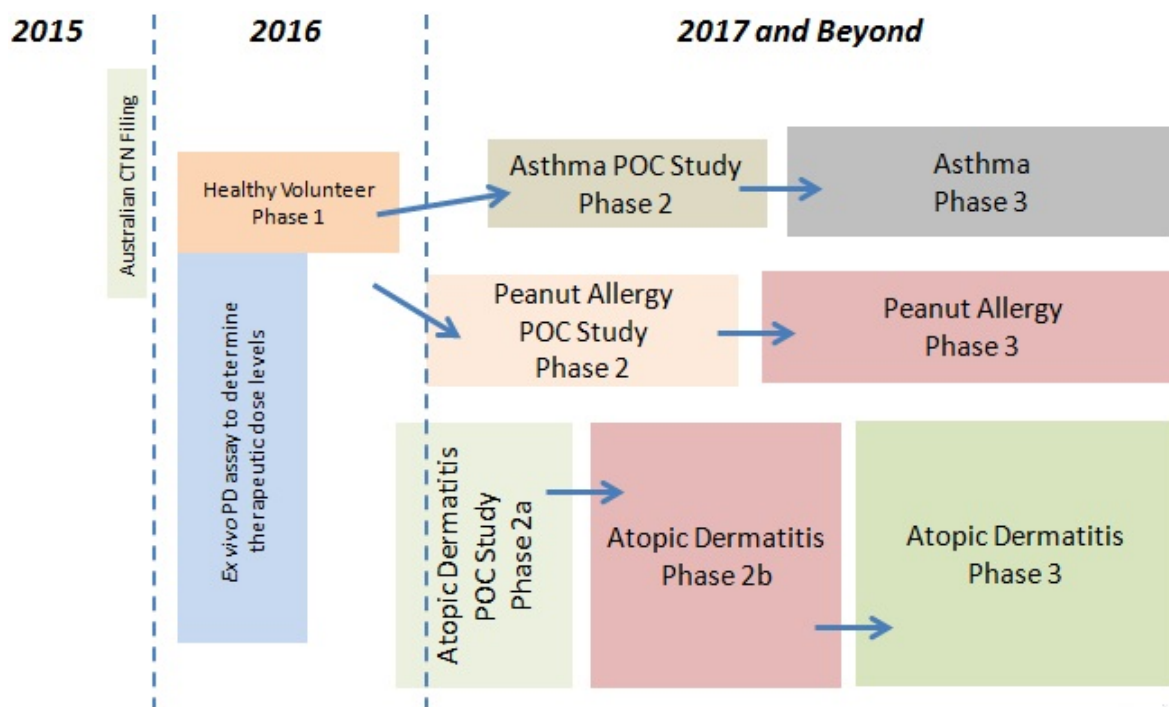 2015
2016
2017 and Beyond
Australian CTN Filing
Healthy Volunteer
Phase 1
Ex vivo PD assay to determine
therapeutic dose levels
Asthma POC Study
Phase 2
Asthma
Phase 3
Peanut Allergy
POC Study
Phase 2
Peanut Allergy
Phase 3
Atopic Dermatitis
POC Study
Phase 2a
Atopic Dermatitis
Phase 2b
Atopic Dermatitis
Phase 3